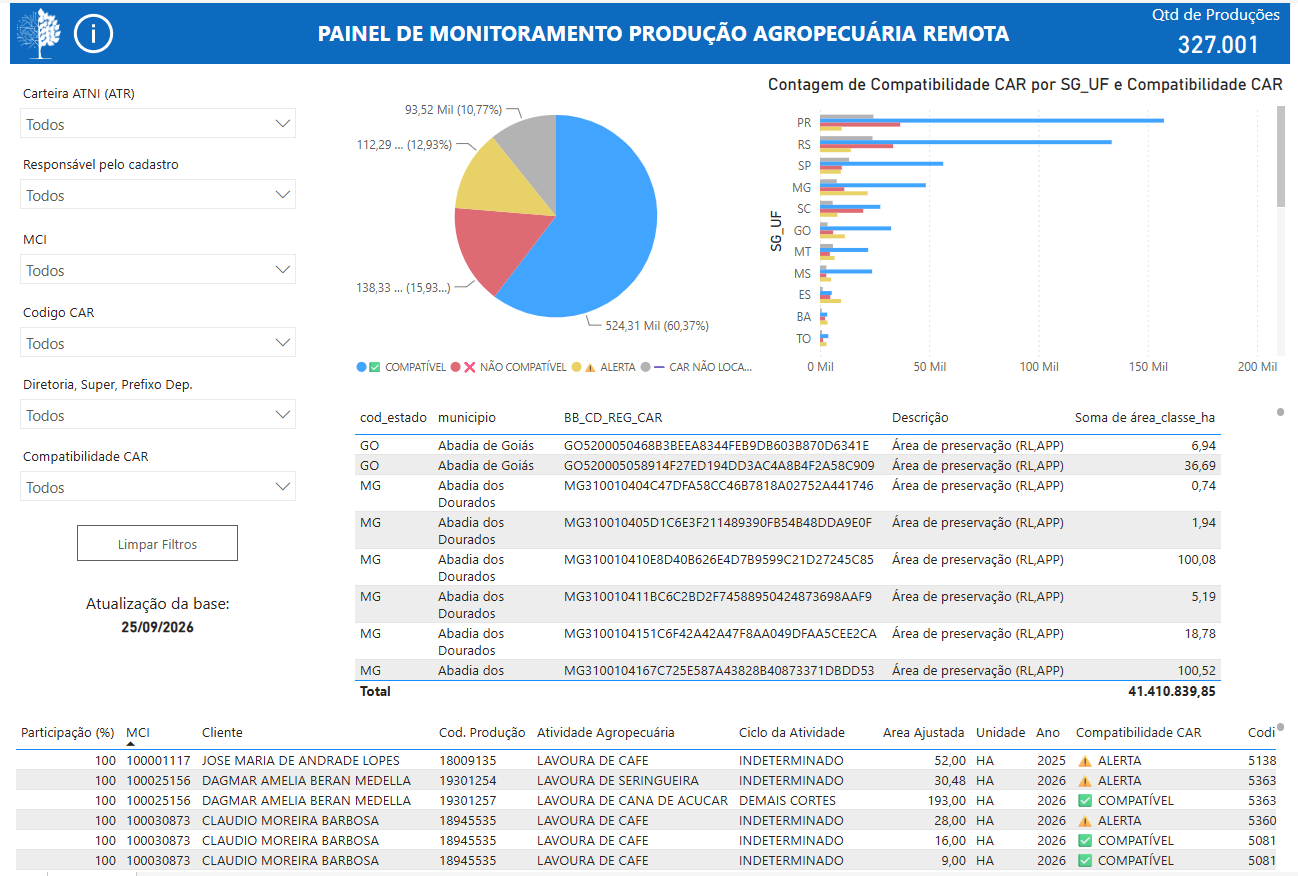 i
PAINEL DE MONITORAMENTO PRODUÇÃO AGROPECUÁRIA REMOTA
Qtd de Produções
327.001
Carteira ATNI (ATR)
Todos
Responsável pelo cadastro
Todos
MCI
Todos
Codigo CAR
Todos
Diretoria, Super, Prefixo Dep.
Todos
Compatibilidade CAR
Todos
Limpar Filtros
Atualização da base:
25/09/2026
93,52 Mil (10,77%)
112,29 ... (12,93%)
138,33 ... (15,93...)
524,31 Mil (60,37%)
COMPATÍVEL NÃO COMPATÍVEL ALERTA CAR NÃO LOCA...
Contagem de Compatibilidade CAR por SG_UF e Compatibilidade CAR
SG_UF
PR
RS
SP
MG
SC
GO
MT
MS
ES
BA
TO
0 Mil 50 Mil 100 Mil 150 Mil 200 Mil
cod_estado municipio BB_CD_REG_CAR Descrição Soma de área_classe_ha
GO Abadia de Goiás GO5200050468B3BEEA8344FEB9DB603B870D6341E Área de preservação (RL,APP) 6,94
GO Abadia de Goiás GO520005058914F27ED194DD3AC4A8B4F2A58C909 Área de preservação (RL,APP) 36,69
MG Abadia dos MG310010404C47DFA58CC46B7818A02752A441746 Área de preservação (RL,APP) 0,74
Dourados
MG Abadia dos MG310010405D1C6E3F211489390FB54B48DDA9E0F Área de preservação (RL,APP) 1,94
Dourados
MG Abadia dos MG310010410E8D40B626E4D7B9599C21D27245C85 Área de preservação (RL,APP) 100,08
Dourados
MG Abadia dos MG310010411BC6C2BD2F74588950424873698AAF9 Área de preservação (RL,APP) 5,19
Dourados
MG Abadia dos MG3100104151C6F42A42A47F8AA049DFAA5CEE2CA Área de preservação (RL,APP) 18,78
Dourados
MG Abadia dos MG3100104167C725E587A43828B40873371DBDD53 Área de preservação (RL,APP) 100,52
Total 41.410.839,85
Participação (%) MCI Cliente Cod. Produção Atividade Agropecuária Ciclo da Atividade Area Ajustada Unidade Ano Compatibilidade CAR Codi
100 100001117 JOSE MARIA DE ANDRADE LOPES 18009135 LAVOURA DE CAFE INDETERMINADO 52,00 HA 2025 ALERTA 5138
100 100025156 DAGMAR AMELIA BERAN MEDELLA 19301254 LAVOURA DE SERINGUEIRA INDETERMINADO 30,48 HA 2026 ALERTA 5363
100 100025156 DAGMAR AMELIA BERAN MEDELLA 19301257 LAVOURA DE CANA DE ACUCAR DEMAIS CORTES 193,00 HA 2026 COMPATÍVEL 5363
100 100030873 CLAUDIO MOREIRA BARBOSA 18945535 LAVOURA DE CAFE INDETERMINADO 28,00 HA 2026 ALERTA 5360
100 100030873 CLAUDIO MOREIRA BARBOSA 18945535 LAVOURA DE CAFE INDETERMINADO 16,00 HA 2026 COMPATÍVEL 5081
100 100030873 CLAUDIO MOREIRA BARBOSA 18945535 LAVOURA DE CAFE INDETERMINADO 9,00 HA 2026 COMPATÍVEL 5081